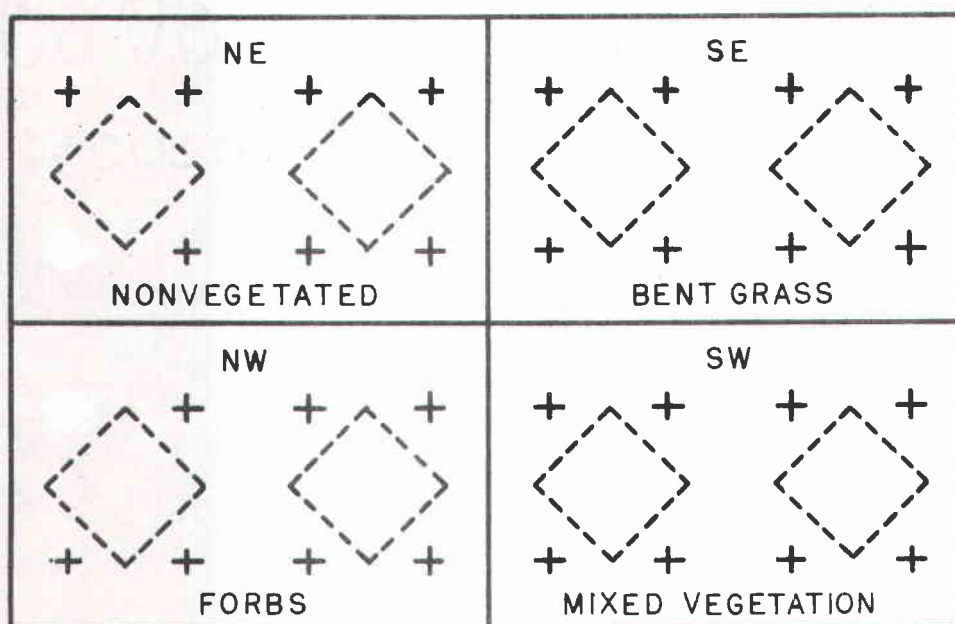 NE
NONVEGETATED
SE
BENT GRASS
NW
FORBS
SW
MIXED VEGETATION